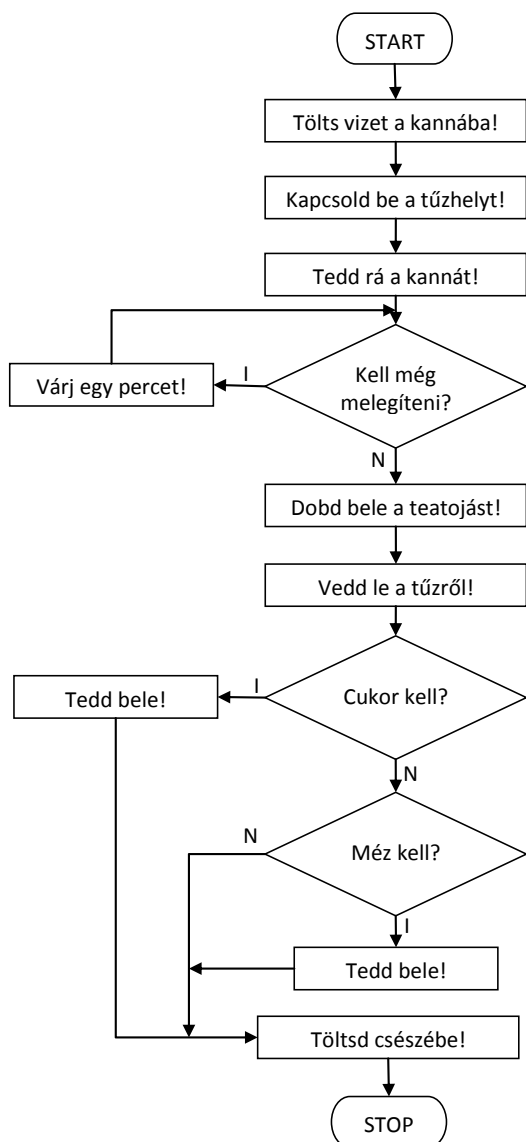 START
Tölts vizet a kannába!
Kapcsold be a tűzhelyt!
Tedd rá a kannát!
Várj egy percet!
I
Kell még
melegíteni?
N
Dobd bele a teatojást!
Vedd le a tűzről!
Tedd bele!
I
Cukor kell?
N
N
Méz kell?
I
Tedd bele!
Töltsd csészébe!
STOP